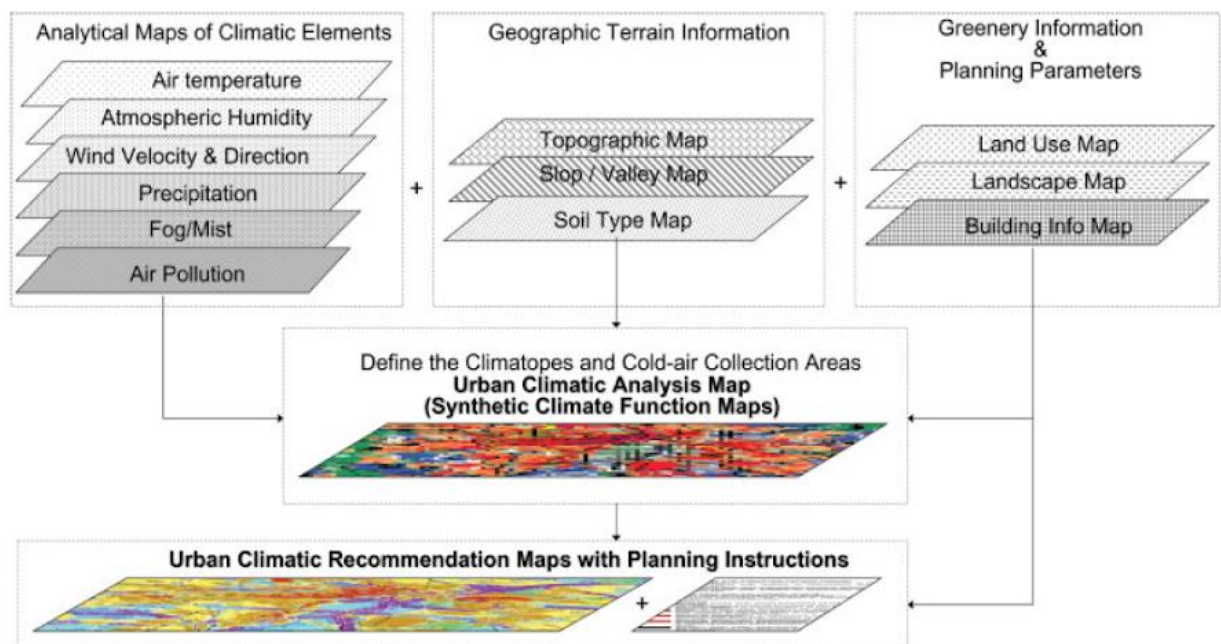 Analytical Maps of Climatic Elements
Air temperature
Atmospheric Humidity
Wind Velocity & Direction
Precipitation
Fog/Mist
Air Pollution
+
Geographic Terrain Information
Topographic Map
Slop / Valley Map
Soil Type Map
+
Greenery Information
&
Planning Parameters
Land Use Map
Landscape Map
Building Info Map
Define the Climatopes and Cold-air Collection Areas
Urban Climatic Analysis Map
(Synthetic Climate Function Maps)
Urban Climatic Recommendation Maps with Planning Instructions
+